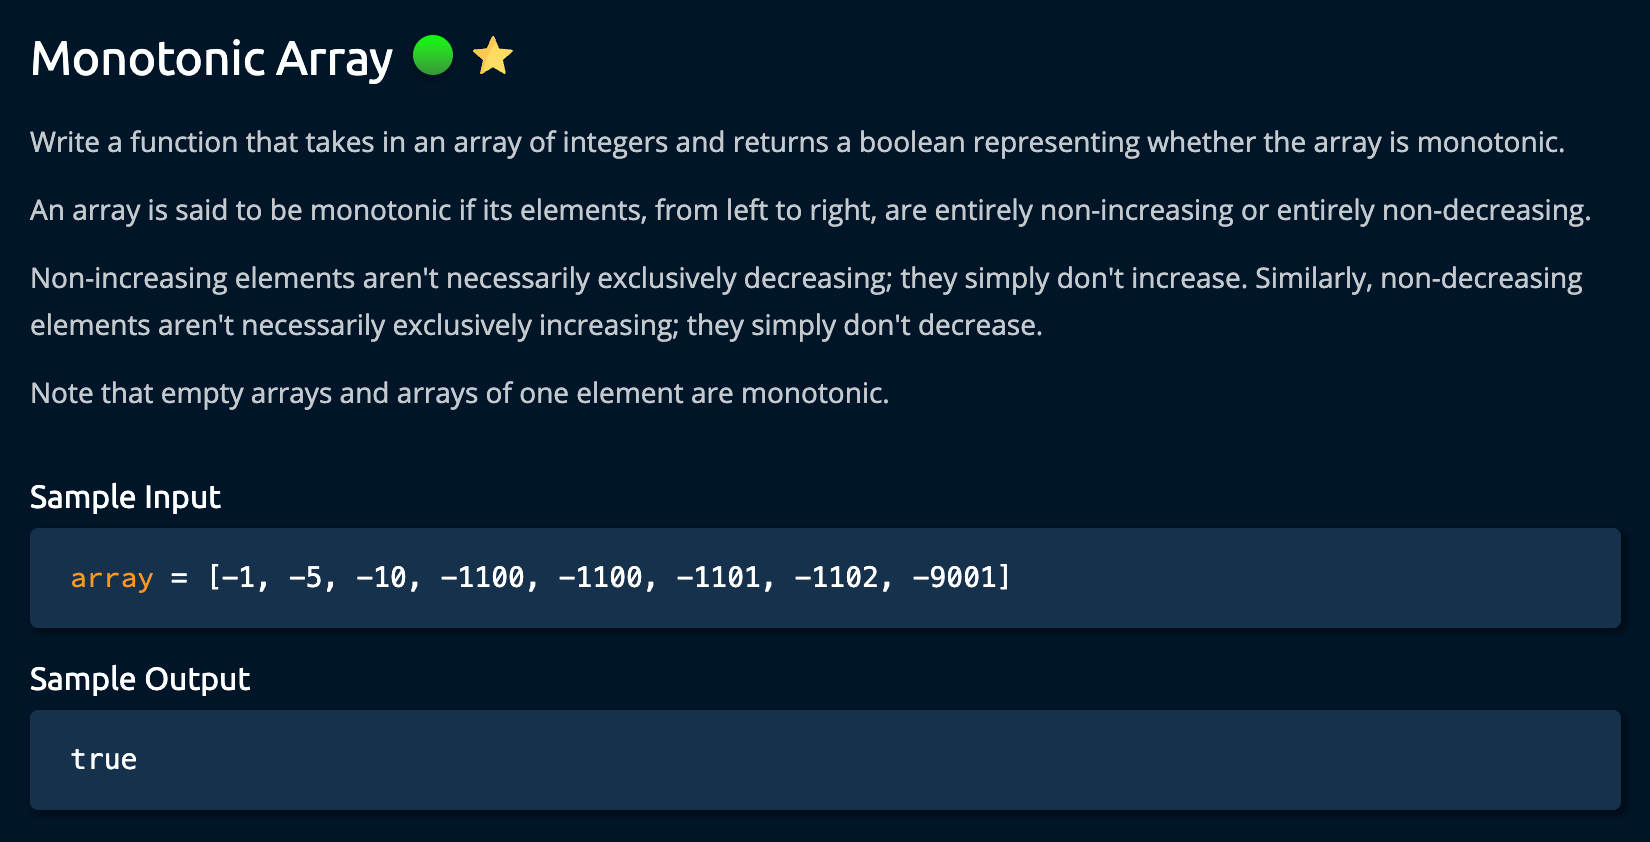 Monotonic Array
Write a function that takes in an array of integers and returns a boolean representing whether the array is monotonic.
An array is said to be monotonic if its elements, from left to right, are entirely non-increasing or entirely non-decreasing.
Non-increasing elements aren't necessarily exclusively decreasing; they simply don't increase. Similarly, non-decreasing
elements aren't necessarily exclusively increasing; they simply don't decrease.
Note that empty arrays and arrays of one element are monotonic.
Sample Input
array = [-1, -5, -10, -1100, -1100, -1101, -1102, -9001]
Sample Output
true